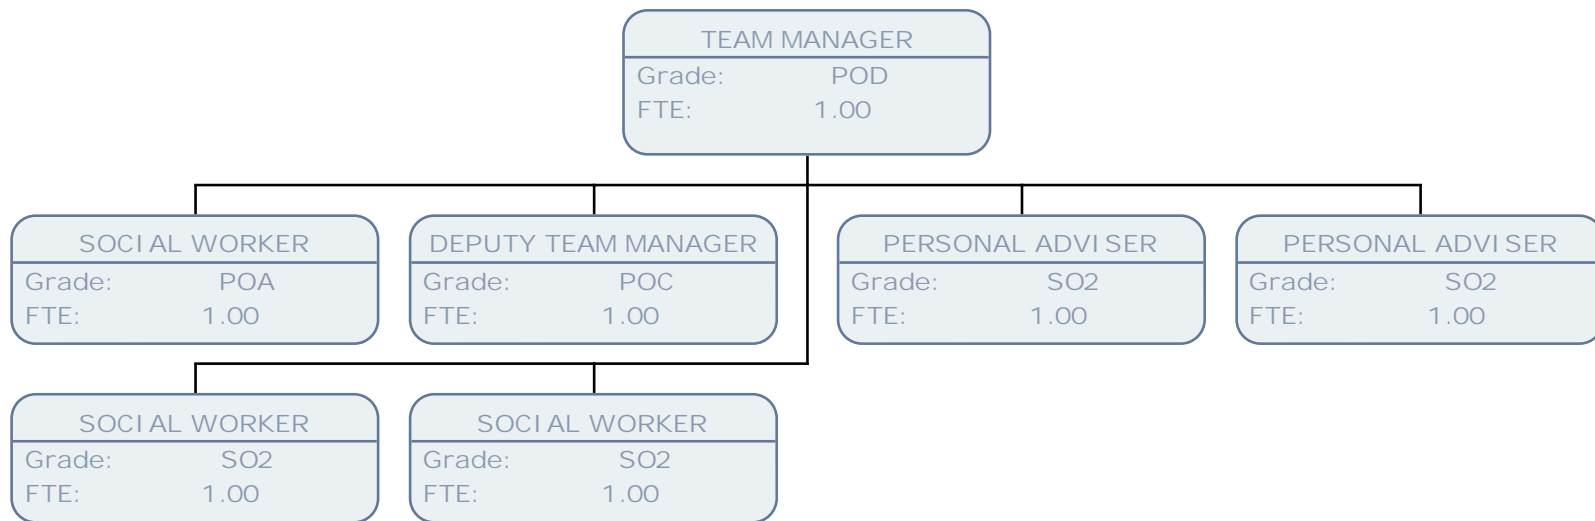 TEAM MANAGER
Grade: POD
FTE: 1.00
SOCIAL WORKER
Grade: POA
FTE: 1.00
DEPUTY TEAM MANAGER
Grade: POC
FTE: 1.00
PERSONAL ADVISER
Grade: SO2
FTE: 1.00
PERSONAL ADVISER
Grade: SO2
FTE: 1.00
SOCIAL WORKER
Grade: SO2
FTE: 1.00
SOCIAL WORKER
Grade: SO2
FTE: 1.00